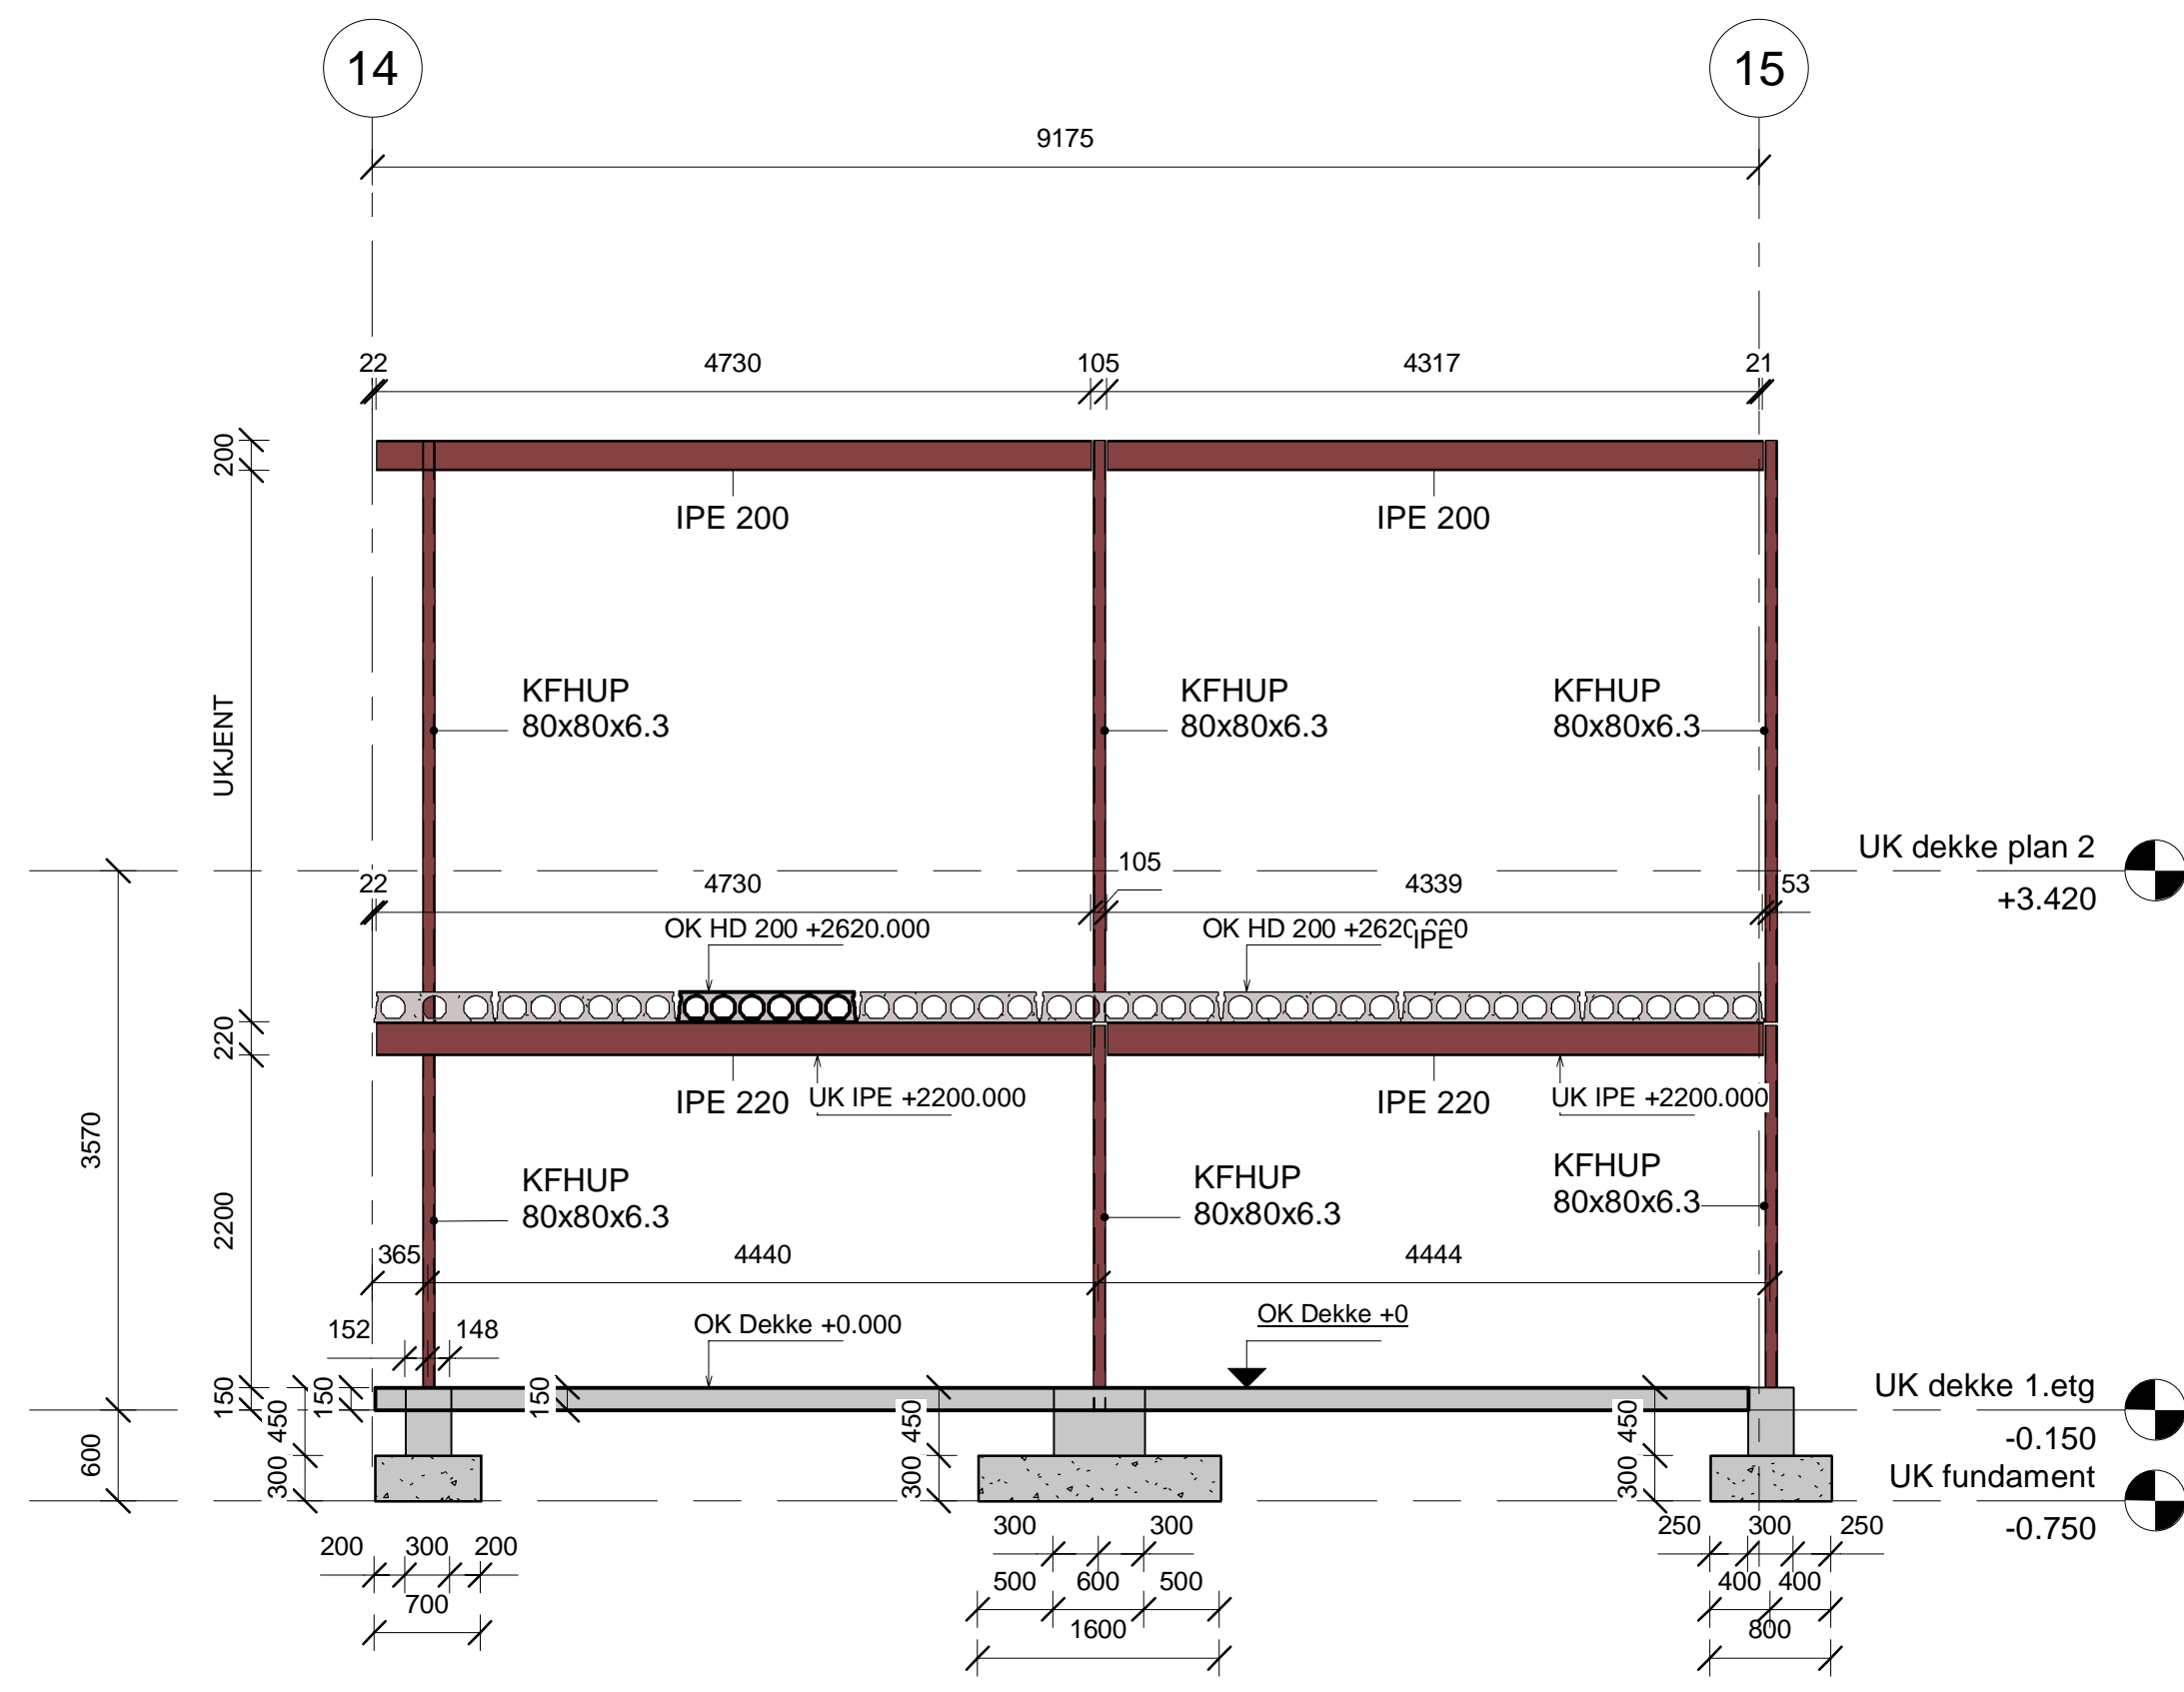 14
15
9175
22
4730
105
4317
21
200
IPE 200
IPE 200
UKJENT
KFHUP
80x80x6.3
KFHUP
80x80x6.3
KFHUP
80x80x6.3
UK dekke plan 2
+3.420
22
4730
105
4339
53
OK HD 200 +2620.000
OK HD 200 +2620
IPE
220
IPE 220
UK IPE +2200.000
IPE 220
UK IPE +2200.000
3570
2200
KFHUP
80x80x6.3
KFHUP
80x80x6.3
KFHUP
80x80x6.3
365
4440
4444
152
148
OK Dekke +0.000
OK Dekke +0
150
450
150
150
450
450
UK dekke 1.etg
-0.150
600
300
300
300
UK fundament
-0.750
200
300
200
700
300
300
500
600
500
1600
250
300
250
400
400
800